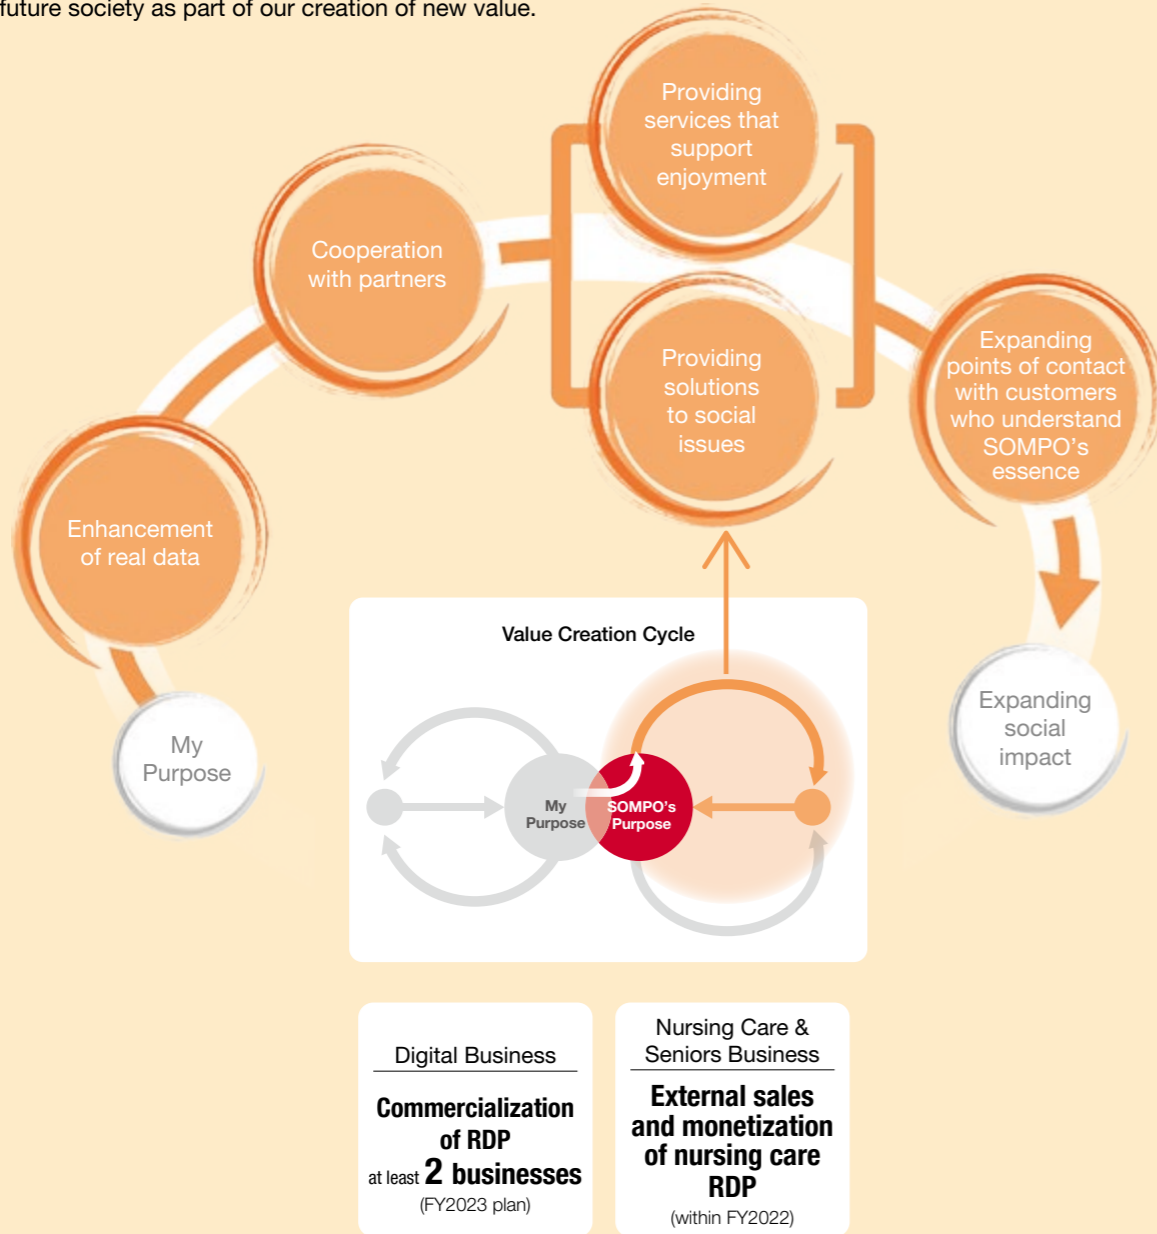 future society as part of our creation of new value.
Providing
services that
support
enjoyment
Cooperation
with partners
Providing
solutions
to social
issues
Expanding
points of contact
with customers
who understand
SOMPO's
essence
Enhancement
of real data
My
Purpose
Expanding
social
impact
Value Creation Cycle
My
Purpose
SOMPO's
Purpose
Digital Business
Commercialization
of RDP
at least 2 businesses
(FY2023 plan)
Nursing Care &
Seniors Business
External sales
and monetization
of nursing care
RDP
(within FY2022)